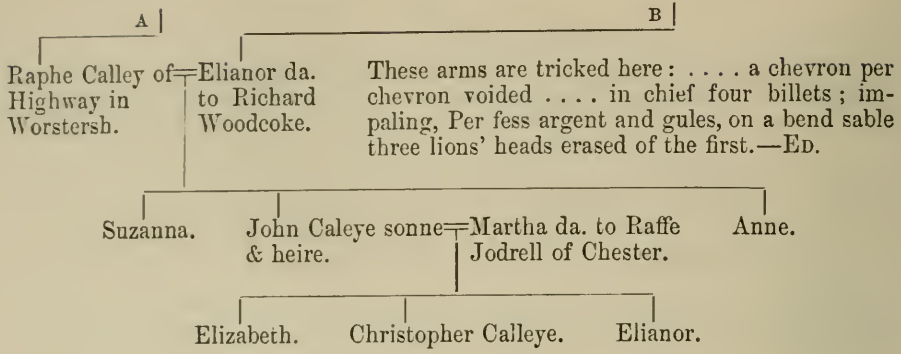 A B
Raphe Calley of Elianor da.
Highway in to Richard
Worstersh. Woodcoke.
These arms are tricked here : . . . . a chevron per
chevron voided . . . . in chief four billets ; im-
paling, Per fess argent and gules, on a bend sable
three lions' heads erased of the first.—ED.
Suzanna. John Caleye sonne Martha da. to Raffe Anne.
& heire. Jodrell of Chester.
Elizabeth. Christopher Calleye. Elianor.